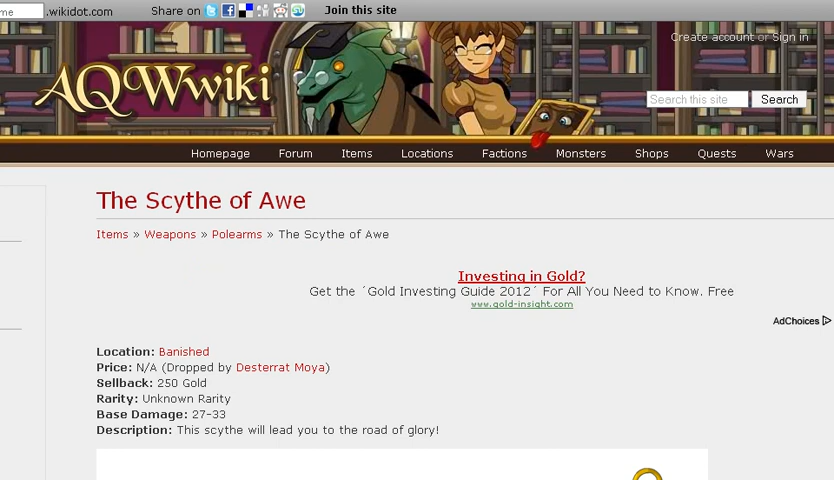 me .wikidot.com Share on Join this site
Create account or Sign in
AQWwiki
Search this site Search
Homepage Forum Items Locations Factions Monsters Shops Quests Wars
The Scythe of Awe
Items » Weapons » Polearms » The Scythe of Awe
Investing in Gold?
Get the ´Gold Investing Guide 2012´ For All You Need to Know. Free
www.gold-insight.com
AdChoices
Location: Banished
Price: N/A (Dropped by Desterrat Moya)
Sellback: 250 Gold
Rarity: Unknown Rarity
Base Damage: 27-33
Description: This scythe will lead you to the road of glory!